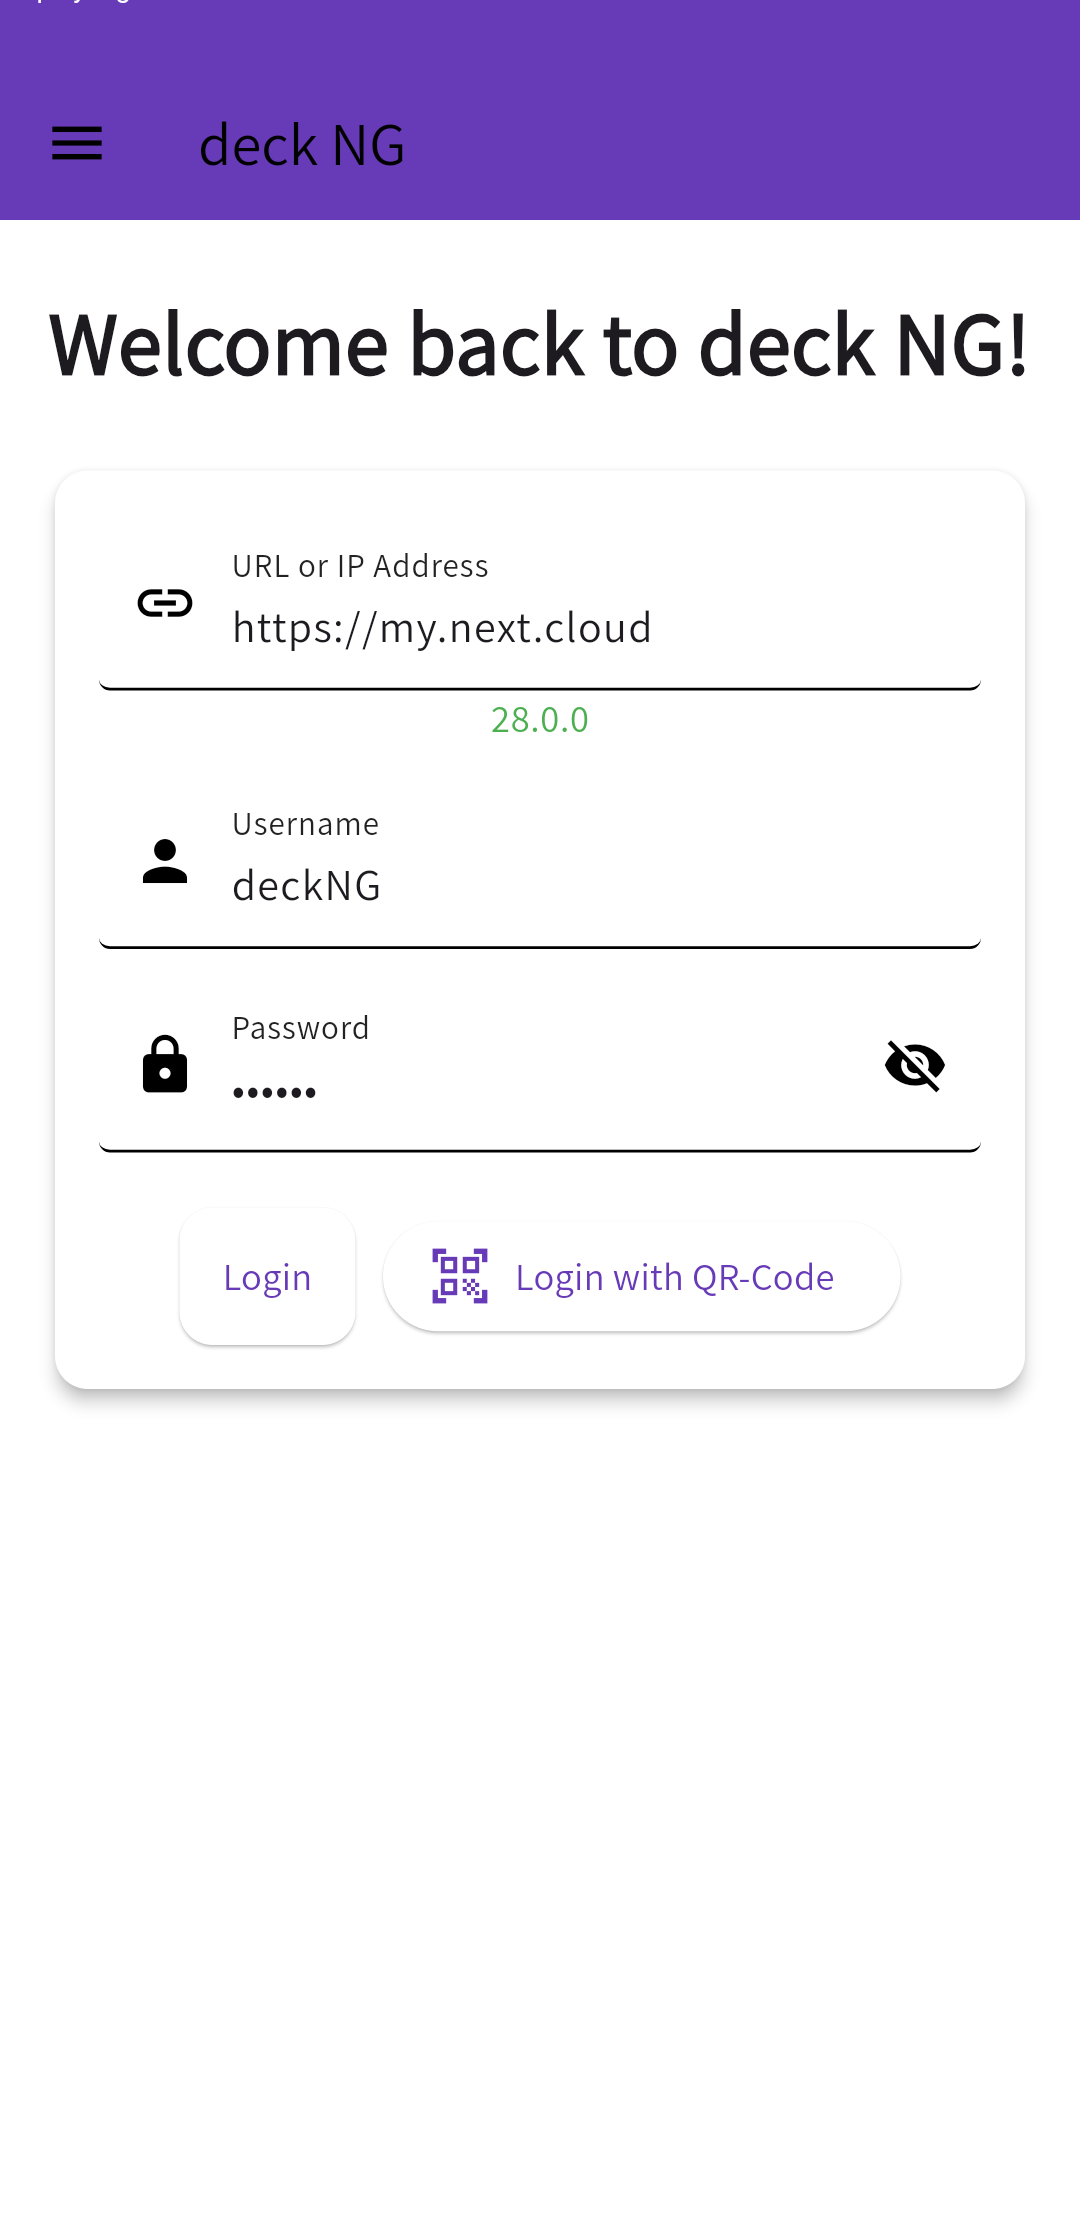 deck NG
Welcome back to deck NG!
URL or IP Address
https://my.next.cloud
28.0.0
Username
deckNG
Password
••••••
Login
Login with QR-Code